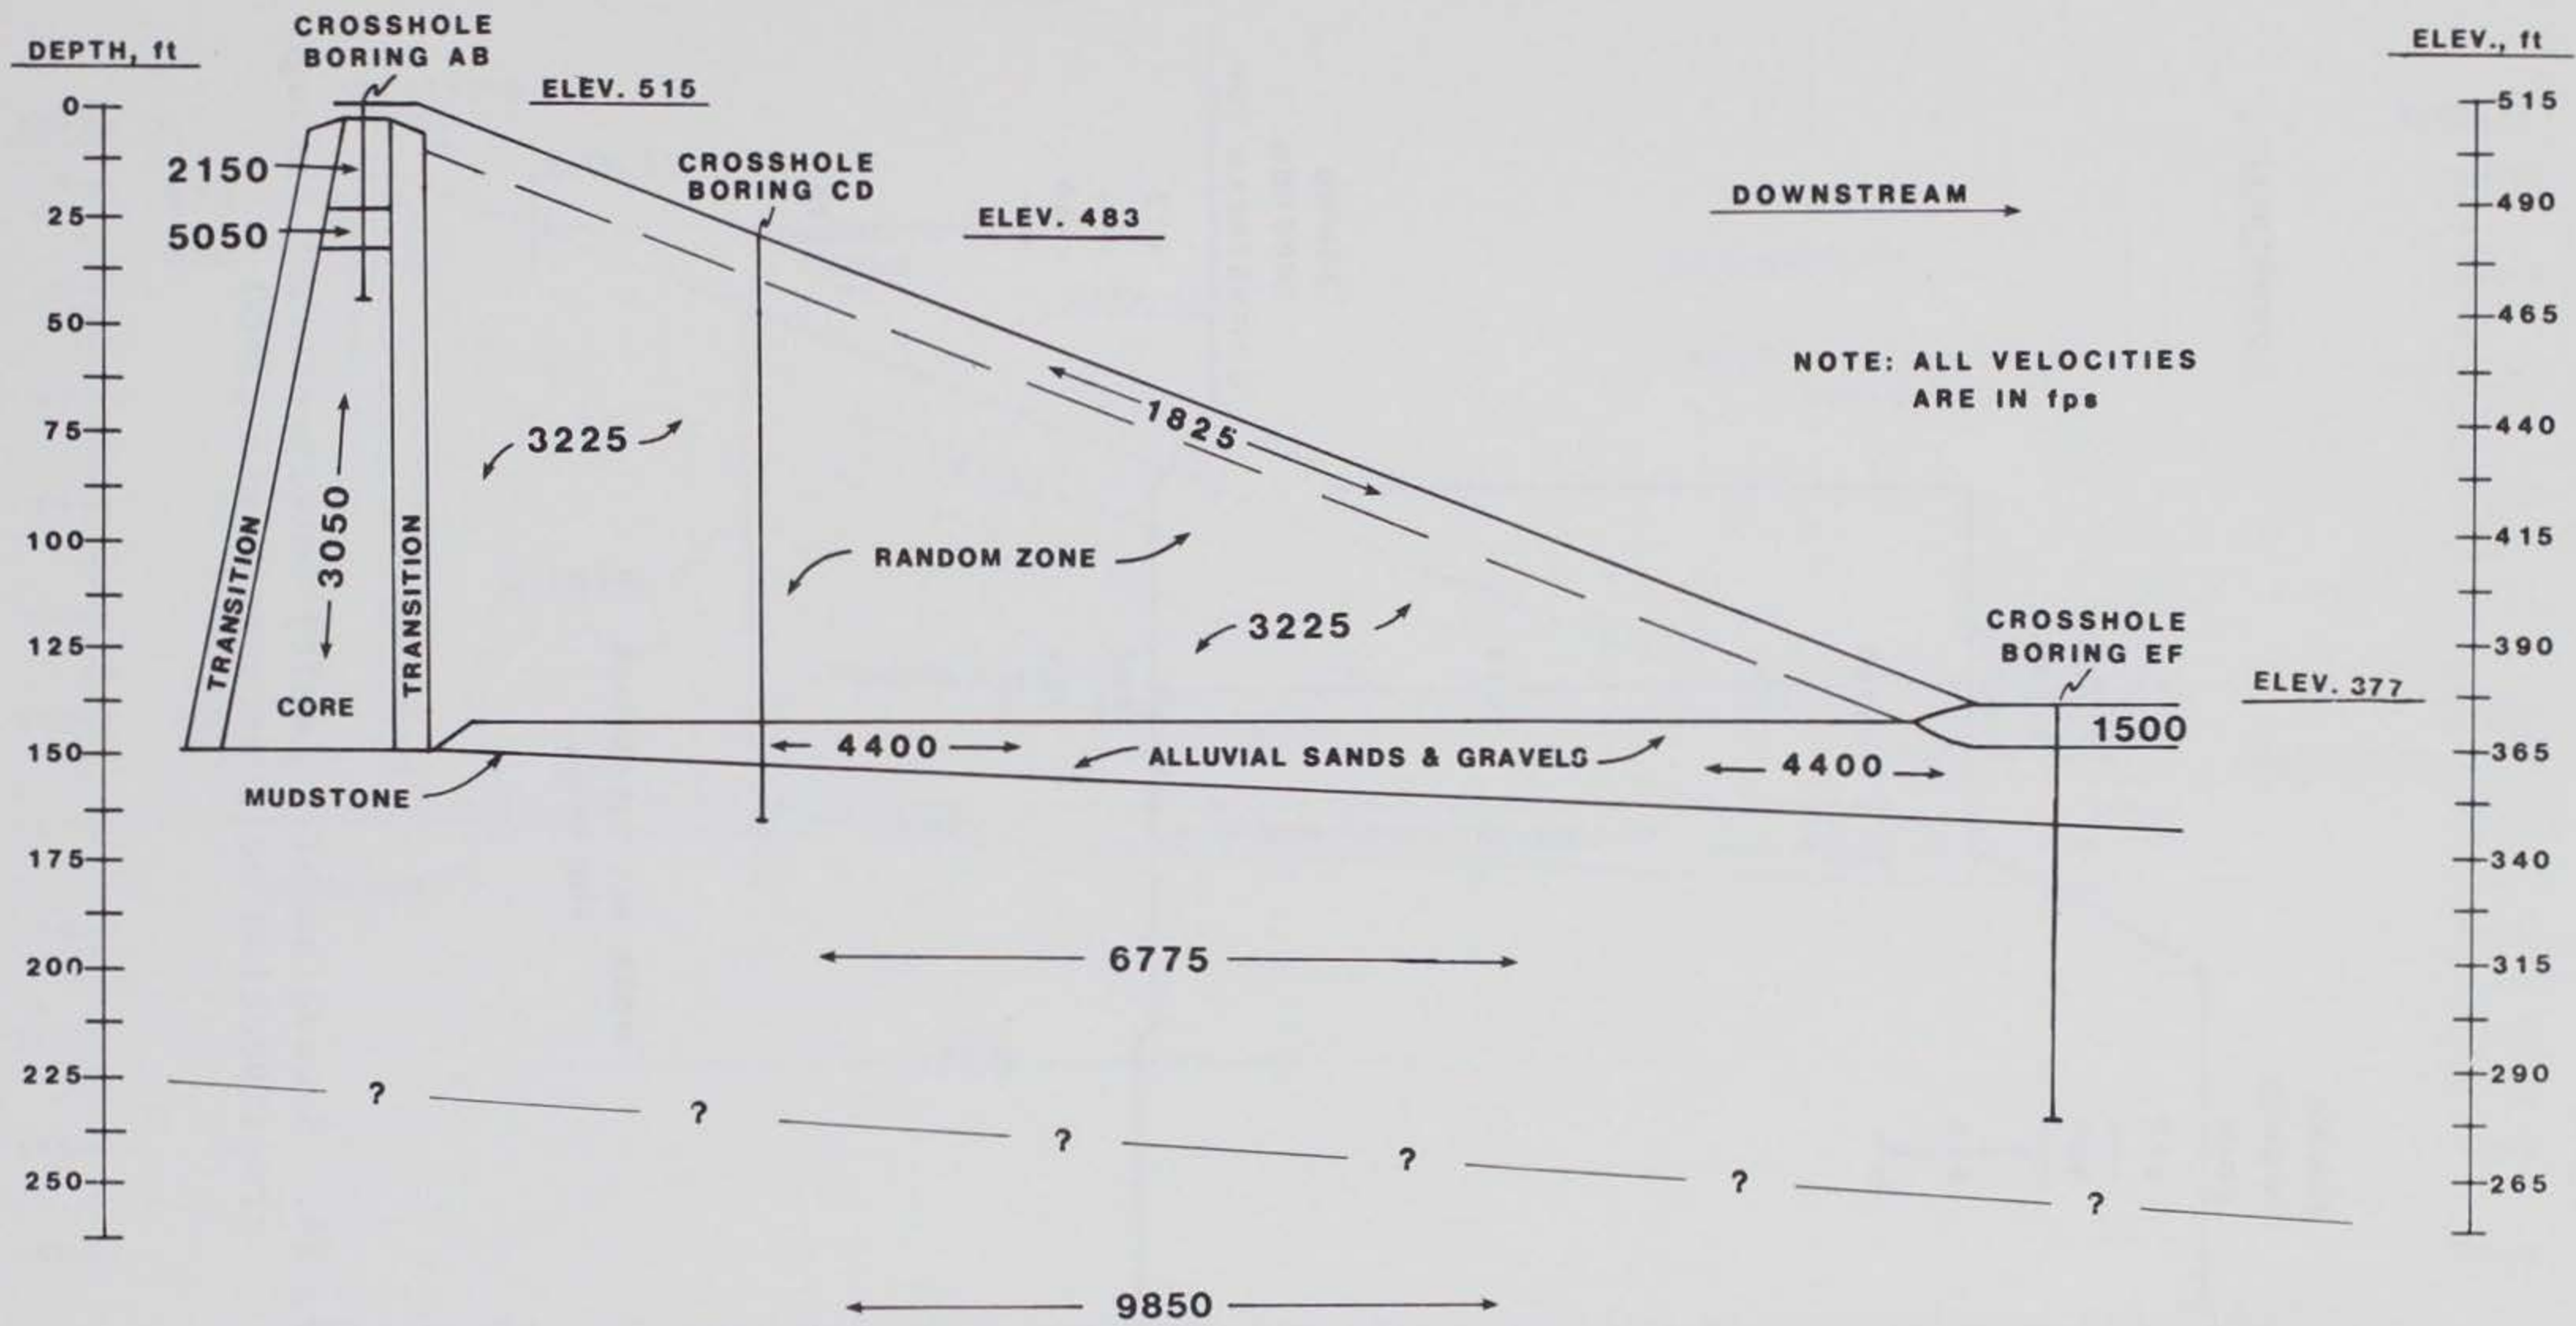 CROSSHOLE
BORING AB
DEPTH, ft
ELEV., ft
ELEV. 515
0
515
CROSSHOLE
BORING CD
2150
DOWNSTREAM
25
490
ELEV. 483
5050
50
465
NOTE: ALL VELOCITIES
ARE IN fps
1825
75
3225
440
3050
TRANSITION
TRANSITION
100
415
RANDOM ZONE
3225
CROSSHOLE
BORING EF
125
390
ELEV. 377
CORE
1500
150
4400
ALLUVIAL SANDS & GRAVELS
4400
365
MUDSTONE
175
340
200
6775
315
225
290
?
?
?
?
?
?
250
265
9850